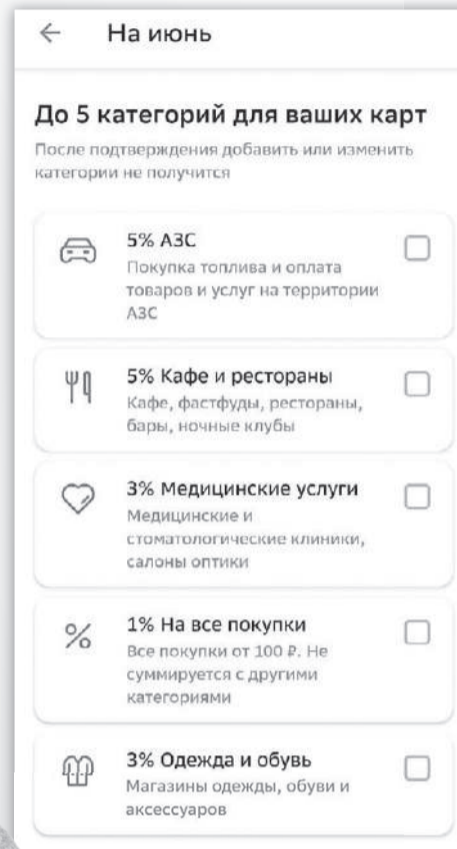 На июнь
До 5 категорий для ваших карт
После подтверждения добавить или изменить
категории не получится
5% АЗС
Покупка топлива и оплата
товаров и услуг на территории
АЗС
5% Кафе и рестораны
Кафе, фастфуды, рестораны,
бары, ночные клубы
3% Медицинские услуги
Медицинские и
стоматологические клиники,
салоны оптики
1% На все покупки
Все покупки от 100 ₽. Не
суммируется с другими
категориями
3% Одежда и обувь
Магазины одежды, обуви и
аксессуаров